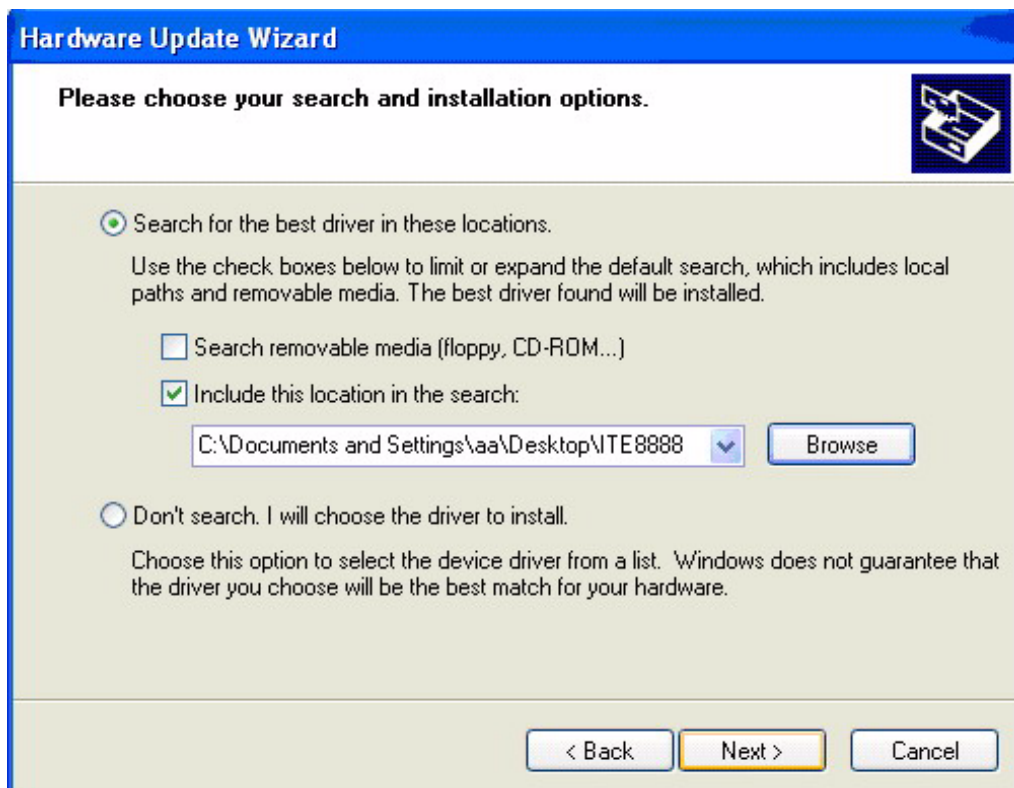 Hardware Update Wizard
Please choose your search and installation options.
Search for the best driver in these locations.
Use the check boxes below to limit or expand the default search, which includes local
paths and removable media. The best driver found will be installed.
Search removable media (floppy, CD-ROM...)
Include this location in the search:
C:\Documents and Settings\aa\Desktop\ITE8888
Browse
Don't search. I will choose the driver to install.
Choose this option to select the device driver from a list. Windows does not guarantee that
the driver you choose will be the best match for your hardware.
< Back
Next >
Cancel